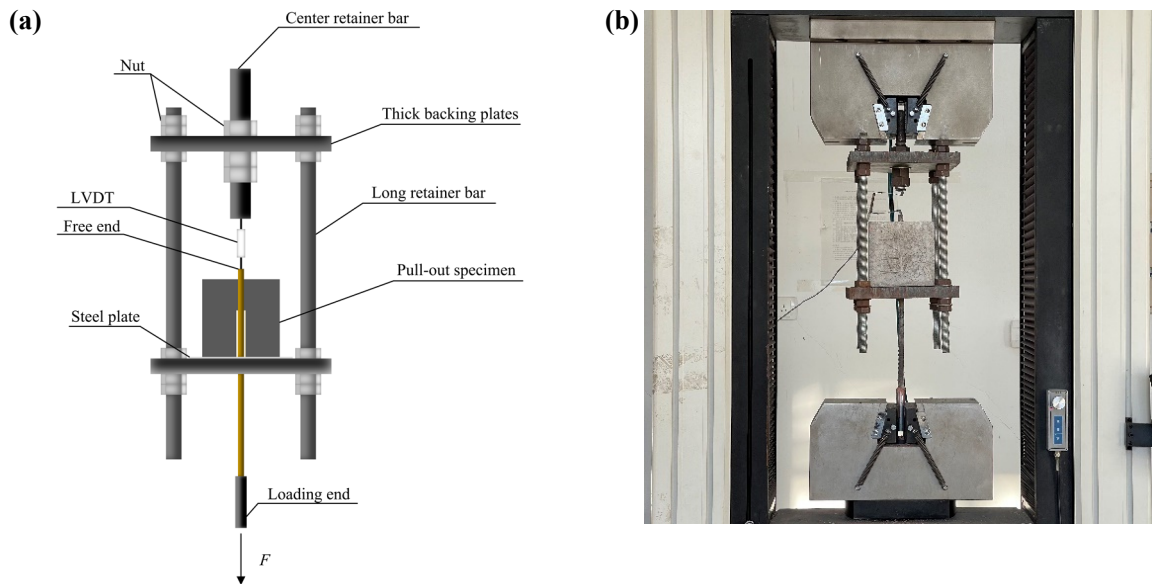 (a)
(b)
Center retainer bar
Nut
Thick backing plates
LVDT
Long retainer bar
Free end
Pull-out specimen
Steel plate
Loading end
F